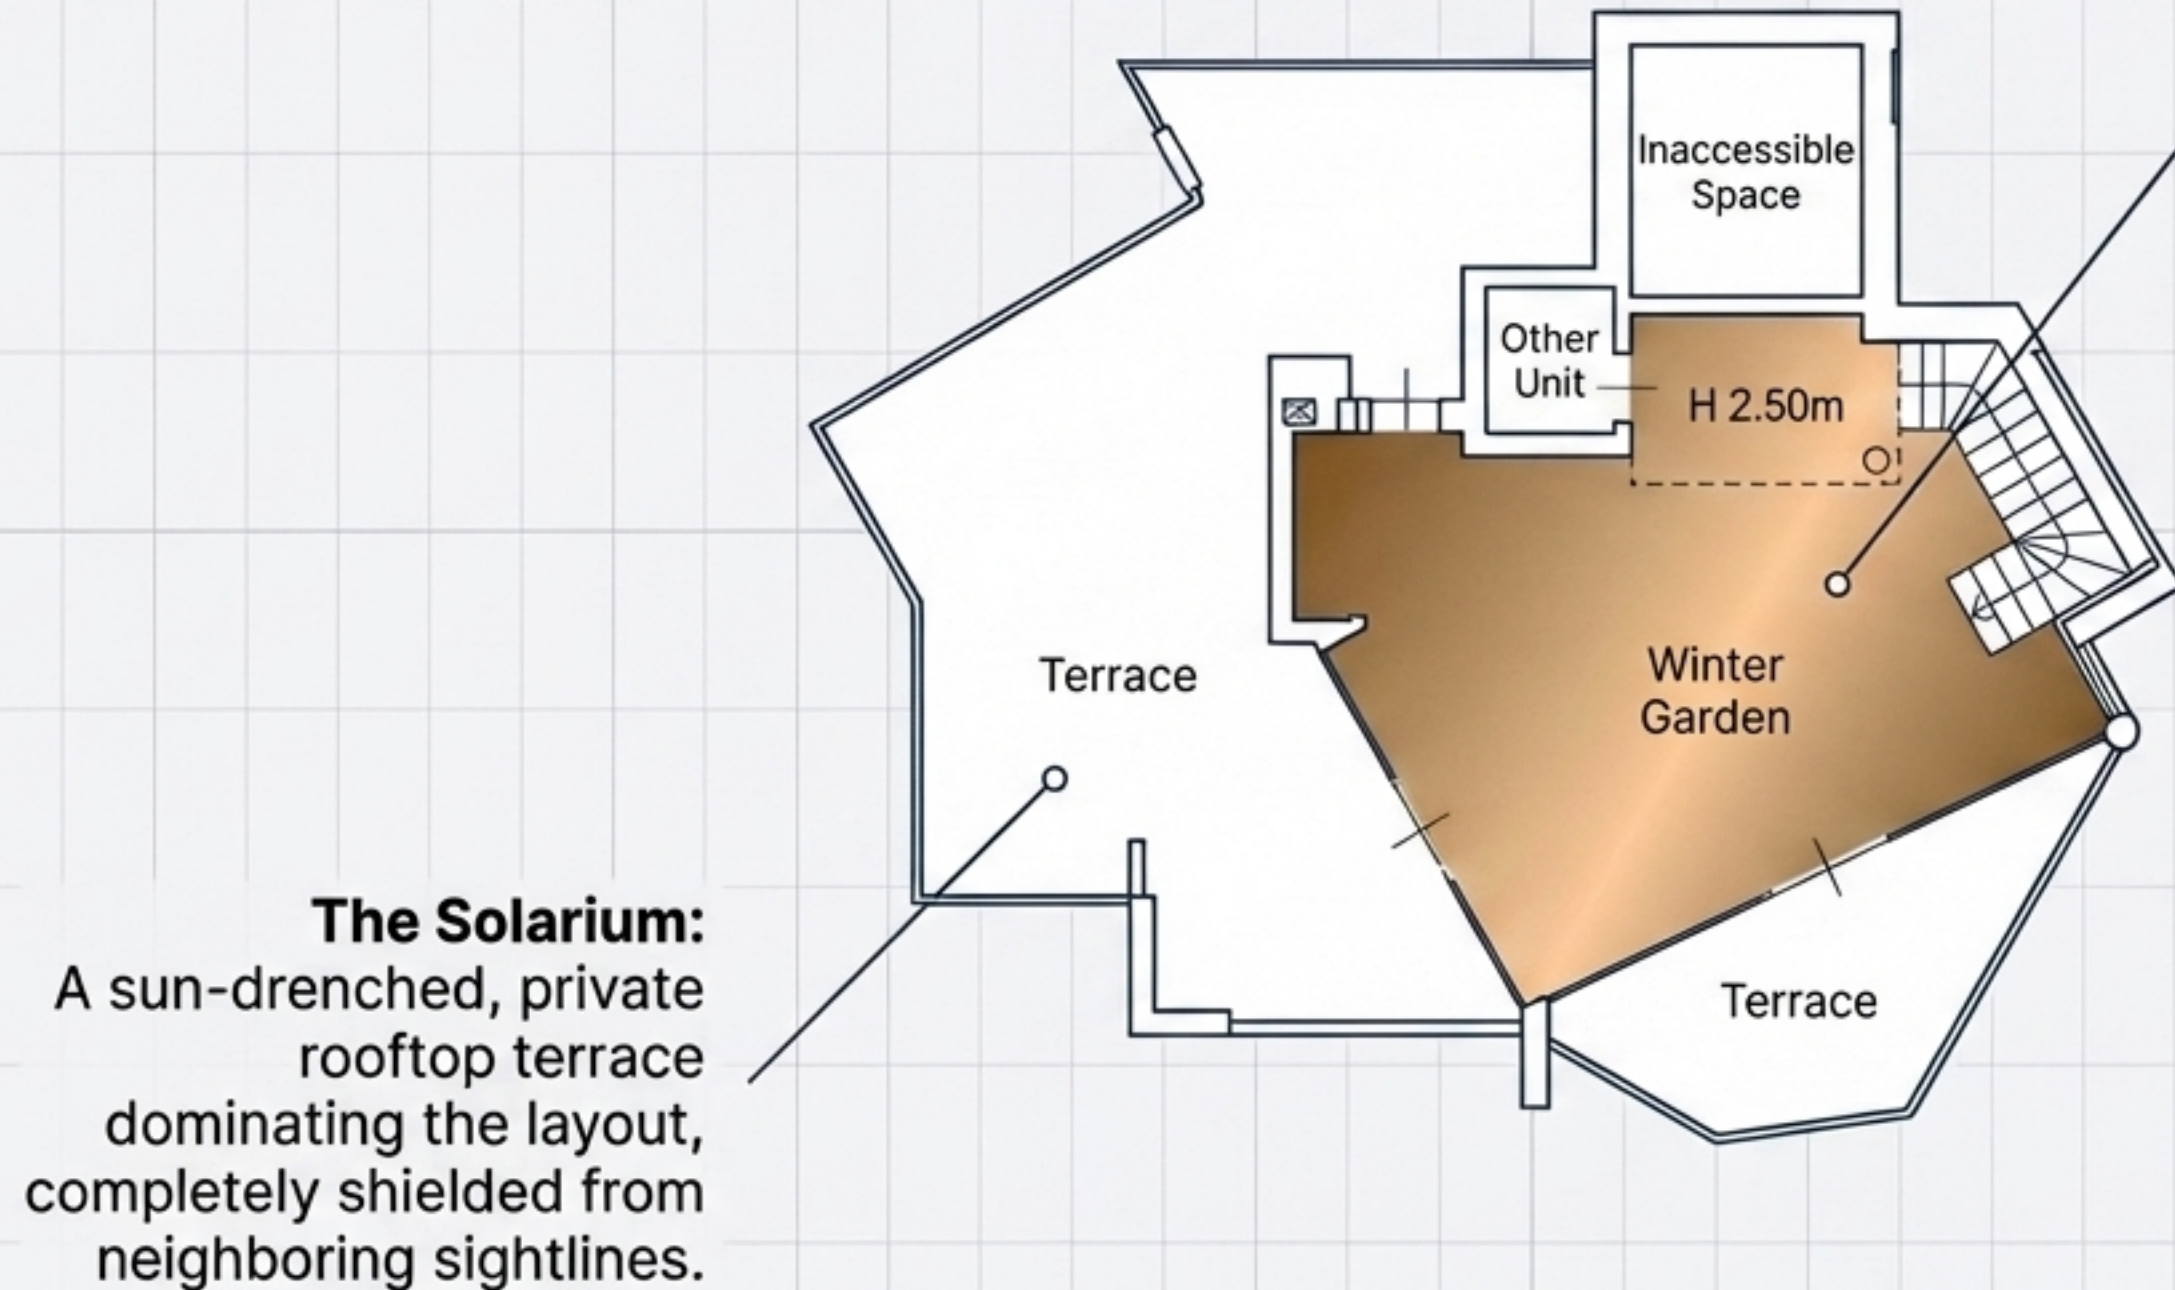 Inaccessible
Space
Other
Unit
H 2.50m
Terrace
Winter
Garden
Terrace
The Solarium:
A sun-drenched, private
rooftop terrace
dominating the layout,
completely shielded from
neighboring sightlines.